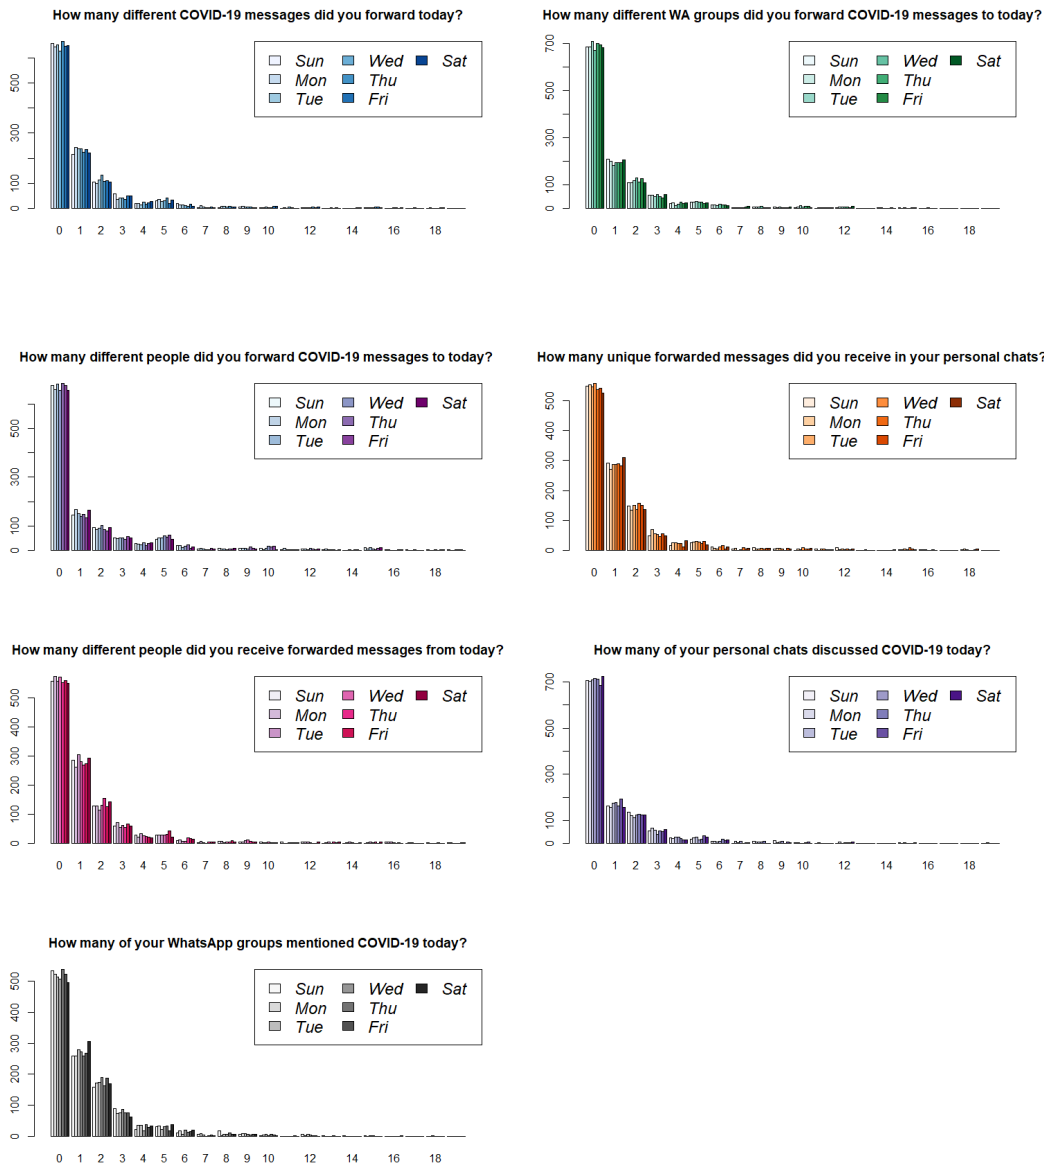 How many different COVID-19 messages did you forward today?
0 100 300 500
Sun Wed Sat
Mon Thu
Tue Fri
0 1 2 3 4 5 6 7 8 9 10 12 14 16 18
How many different WA groups did you forward COVID-19 messages to today?
0 100 200 300 500 700
Sun Wed Sat
Mon Thu
Tue Fri
0 1 2 3 4 5 6 7 8 9 10 12 14 16 18
How many different people did you forward COVID-19 messages to today?
0 100 300 500
Sun Wed Sat
Mon Thu
Tue Fri
0 1 2 3 4 5 6 7 8 9 10 12 14 16 18
How many unique forwarded messages did you receive in your personal chats?
0 100 200 300 400 500
Sun Wed Sat
Mon Thu
Tue Fri
0 1 2 3 4 5 6 7 8 9 10 12 14 16 18
How many different people did you receive forwarded messages from today?
0 100 200 300 400 500
Sun Wed Sat
Mon Thu
Tue Fri
0 1 2 3 4 5 6 7 8 9 10 12 14 16 18
How many of your personal chats discussed COVID-19 today?
0 100 200 300 500 700
Sun Wed Sat
Mon Thu
Tue Fri
0 1 2 3 4 5 6 7 8 9 10 12 14 16 18
How many of your WhatsApp groups mentioned COVID-19 today?
0 100 200 300 400 500
Sun Wed Sat
Mon Thu
Tue Fri
0 1 2 3 4 5 6 7 8 9 10 12 14 16 18